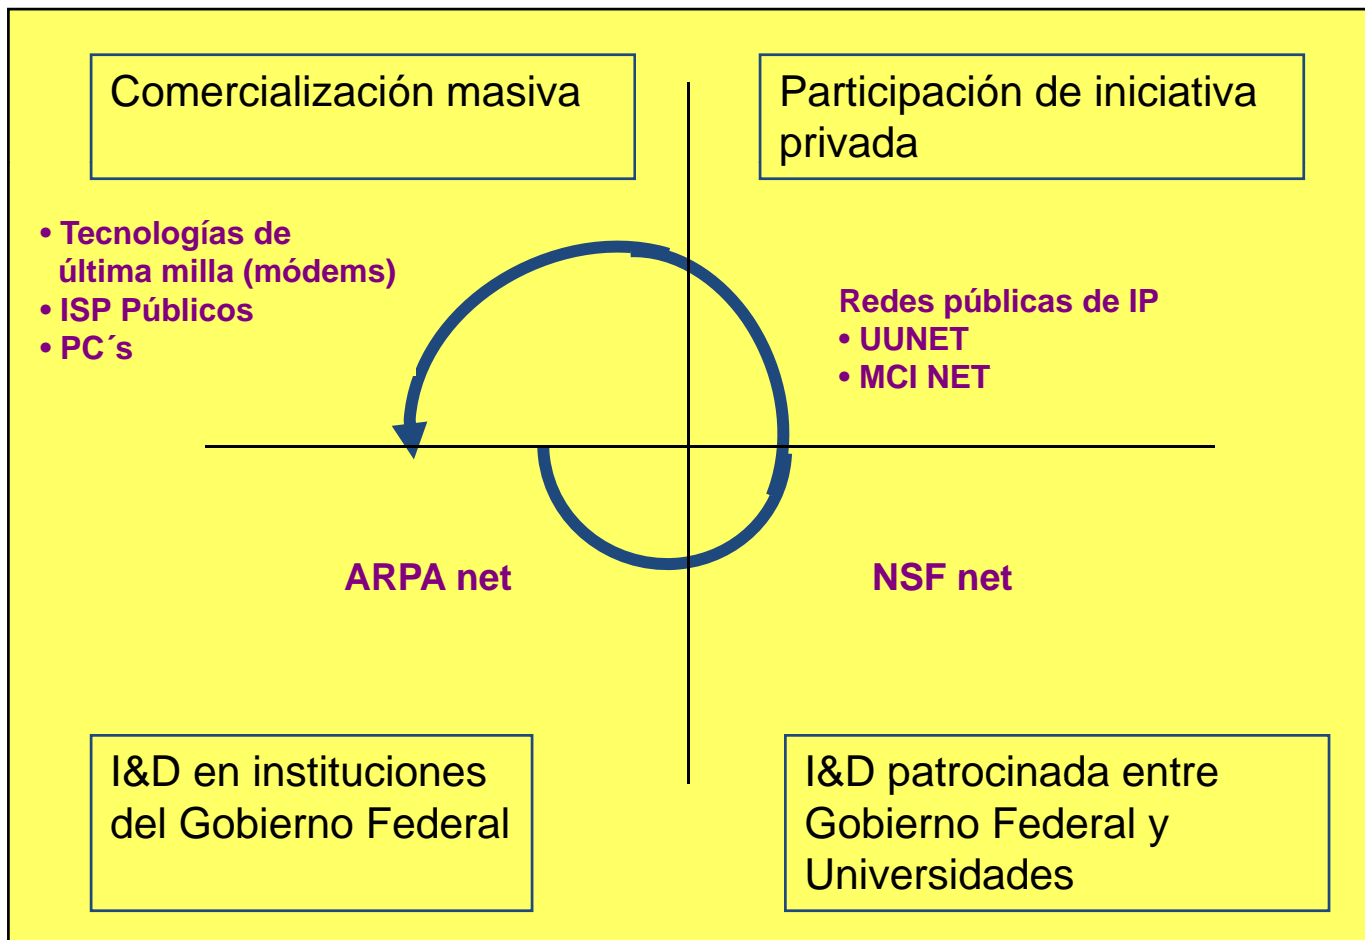 Comercialización masiva
Participación de iniciativa
privada
• Tecnologías de
última milla (módems)
• ISP Públicos
• PC´s
Redes públicas de IP
• UUNET
• MCI NET
ARPA net
NSF net
I&D en instituciones
del Gobierno Federal
I&D patrocinada entre
Gobierno Federal y
Universidades